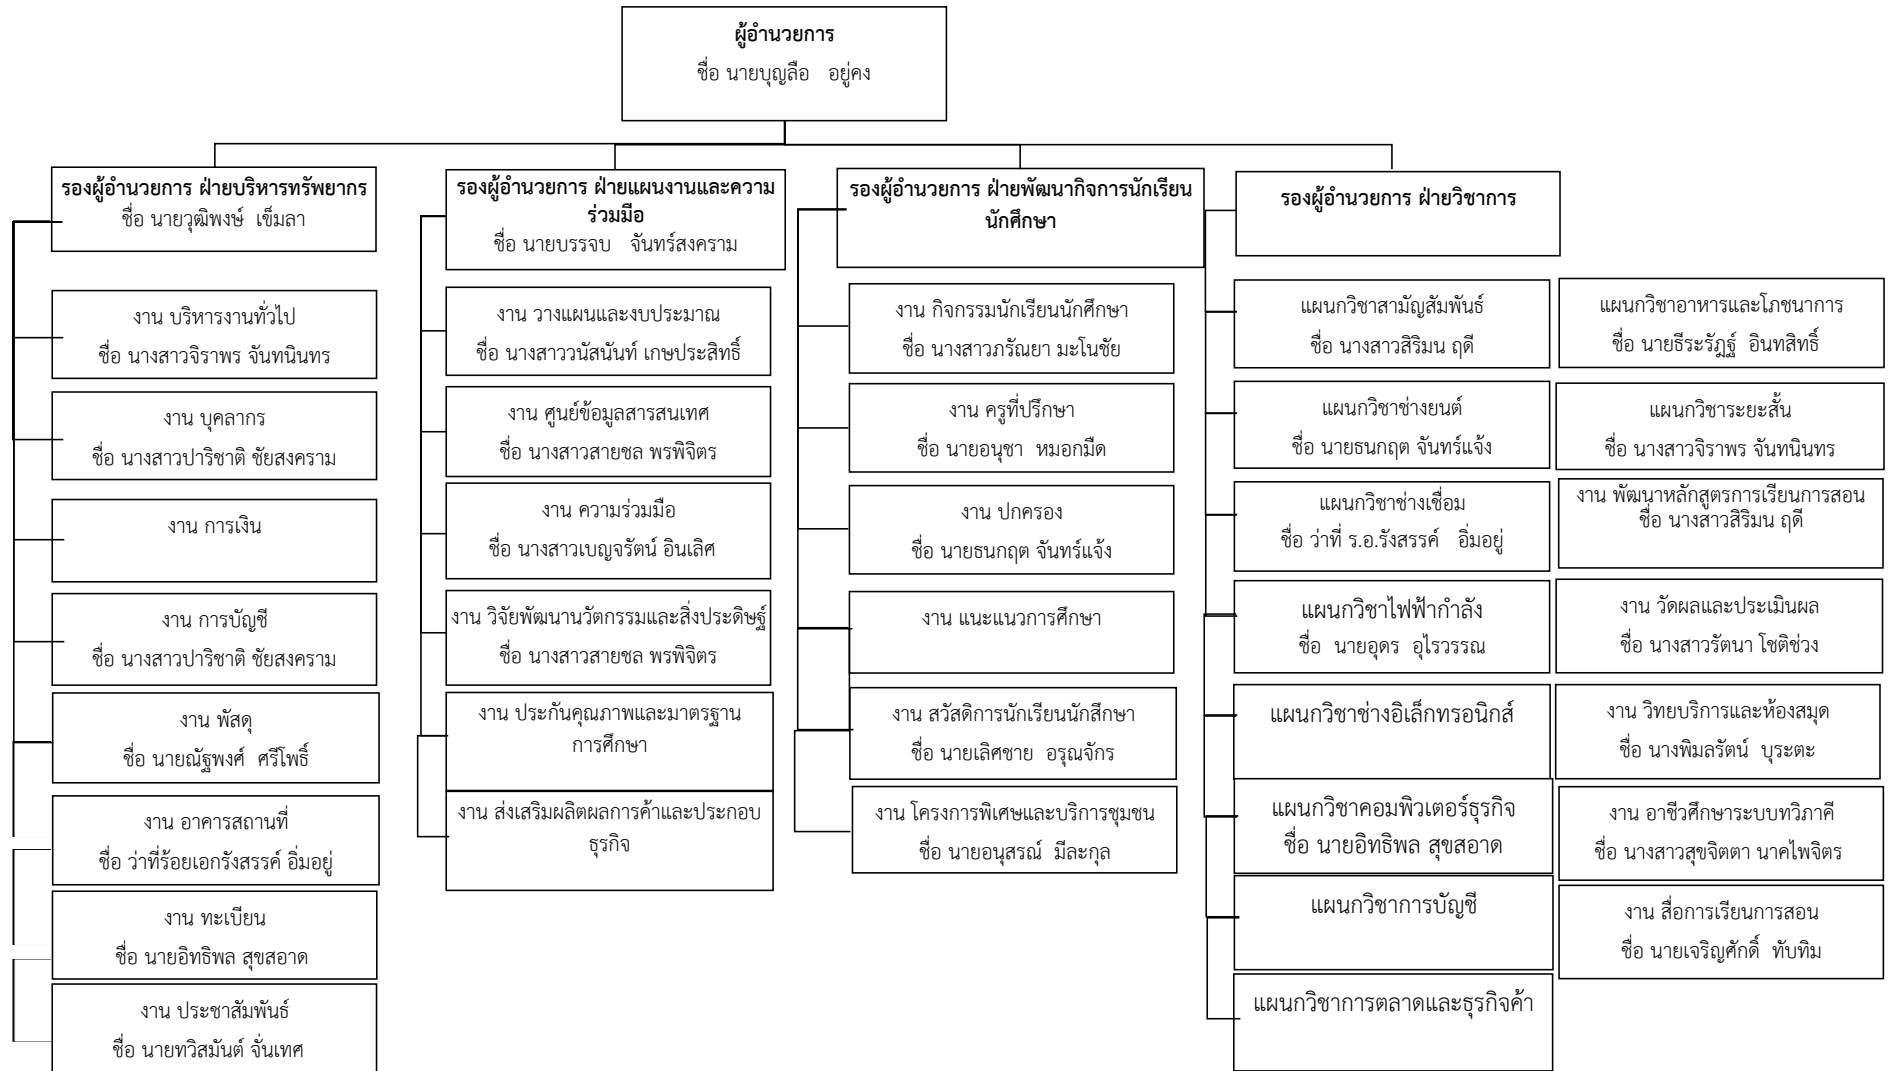 ผู้อำนวยการ
ชื่อ นายบุญลือ อยู่คง
รองผู้อำนวยการ ฝ่ายบริหารทรัพยากร
ชื่อ นายวุฒิพงษ์ เข็มลา
งาน บริหารงานทั่วไป
ชื่อ นางสาวจิราพร จันทนินทร
งาน บุคลากร
ชื่อ นางสาวปาริชาติ ชัยสงคราม
งาน การเงิน
งาน การบัญชี
ชื่อ นางสาวปาริชาติ ชัยสงคราม
งาน พัสดุ
ชื่อ นายณัฐพงศ์ ศรีโพธิ์
งาน อาคารสถานที่
ชื่อ ว่าที่ร้อยเอกรังสรรค์ อิ่มอยู่
งาน ทะเบียน
ชื่อ นายอิทธิพล สุขสอาด
งาน ประชาสัมพันธ์
ชื่อ นายทวิสมันต์ จั่นเทศ
รองผู้อำนวยการ ฝ่ายแผนงานและความ
ร่วมมือ
ชื่อ นายบรรจบ จันทร์สงคราม
งาน วางแผนและงบประมาณ
ชื่อ นางสาววนัสนันท์ เกษประสิทธิ์
งาน ศูนย์ข้อมูลสารสนเทศ
ชื่อ นางสาวสายชล พรพิจิตร
งาน ความร่วมมือ
ชื่อ นางสาวเบญจรัตน์ อินเลิศ
งาน วิจัยพัฒนานวัตกรรมและสิ่งประดิษฐ์
ชื่อ นางสาวสายชล พรพิจิตร
งาน ประกันคุณภาพและมาตรฐาน
การศึกษา
งาน ส่งเสริมผลิตผลการค้าและประกอบ
ธุรกิจ
รองผู้อำนวยการ ฝ่ายพัฒนากิจการนักเรียน
นักศึกษา
งาน กิจกรรมนักเรียนนักศึกษา
ชื่อ นางสาวภรัณยา มะโนชัย
งาน ครูที่ปรึกษา
ชื่อ นายอนุชา หมอกมืด
งาน ปกครอง
ชื่อ นายธนกฤต จันทร์แจ้ง
งาน แนะแนวการศึกษา
งาน สวัสดิการนักเรียนนักสึกษา
ชื่อ นายเลิศชาย อรุณจักร
งาน โครงการพิเศษและบริการชุมชน
ชื่อ นายอนุสรณ์ มีละกุล
รองผู้อำนวยการ ฝ่ายวิชาการ
แผนกวิชาสามัญสัมพันธ์
ชื่อ นางสาวสิริมน ฤดี
แผนกวิชาช่างยนต์
ชื่อ นายธนกฤต จันทร์แจ้ง
แผนกวิชาช่างเชื่อม
ชื่อ ว่าที่ ร.อ.รังสรรค์ อิ่มอยู่
แผนกวิชาไฟฟ้ากำลัง
ชื่อ นายอุดร อุไรวรรณ
แผนกวิชาช่างอิเล็กทรอนิกส์
แผนกวิชาคอมพิวเตอร์ธุรกิจ
ชื่อ นายอิทธิพล สุขสอาด
แผนกวิชาการบัญชี
แผนกวิชาการตลาดและธุรกิจค้า
แผนกวิชาอาหารและโภชนาการ
ชื่อ นายธีระรัฎฐ์ อินทสิทธิ์
แผนกวิชาระยะสั้น
ชื่อ นางสาวจิราพร จันทนินทร
งาน พัฒนาหลักสูตรการเรียนการสอน
ชื่อ นางสาวสิริมน ฤดี
งาน วัดผลและประเมินผล
ชื่อ นางสาวรัตนา โชติช่วง
งาน วิทยบริการและห้องสมุด
ชื่อ นางพิมลรัตน์ บุระตะ
งาน อาชีวศึกษาระบบทวิภาคี
ชื่อ นางสาวสุขจิตตา นาคไพจิตร
งาน สื่อการเรียนการสอน
ชื่อ นายเจริญศักดิ์ ทับทิม